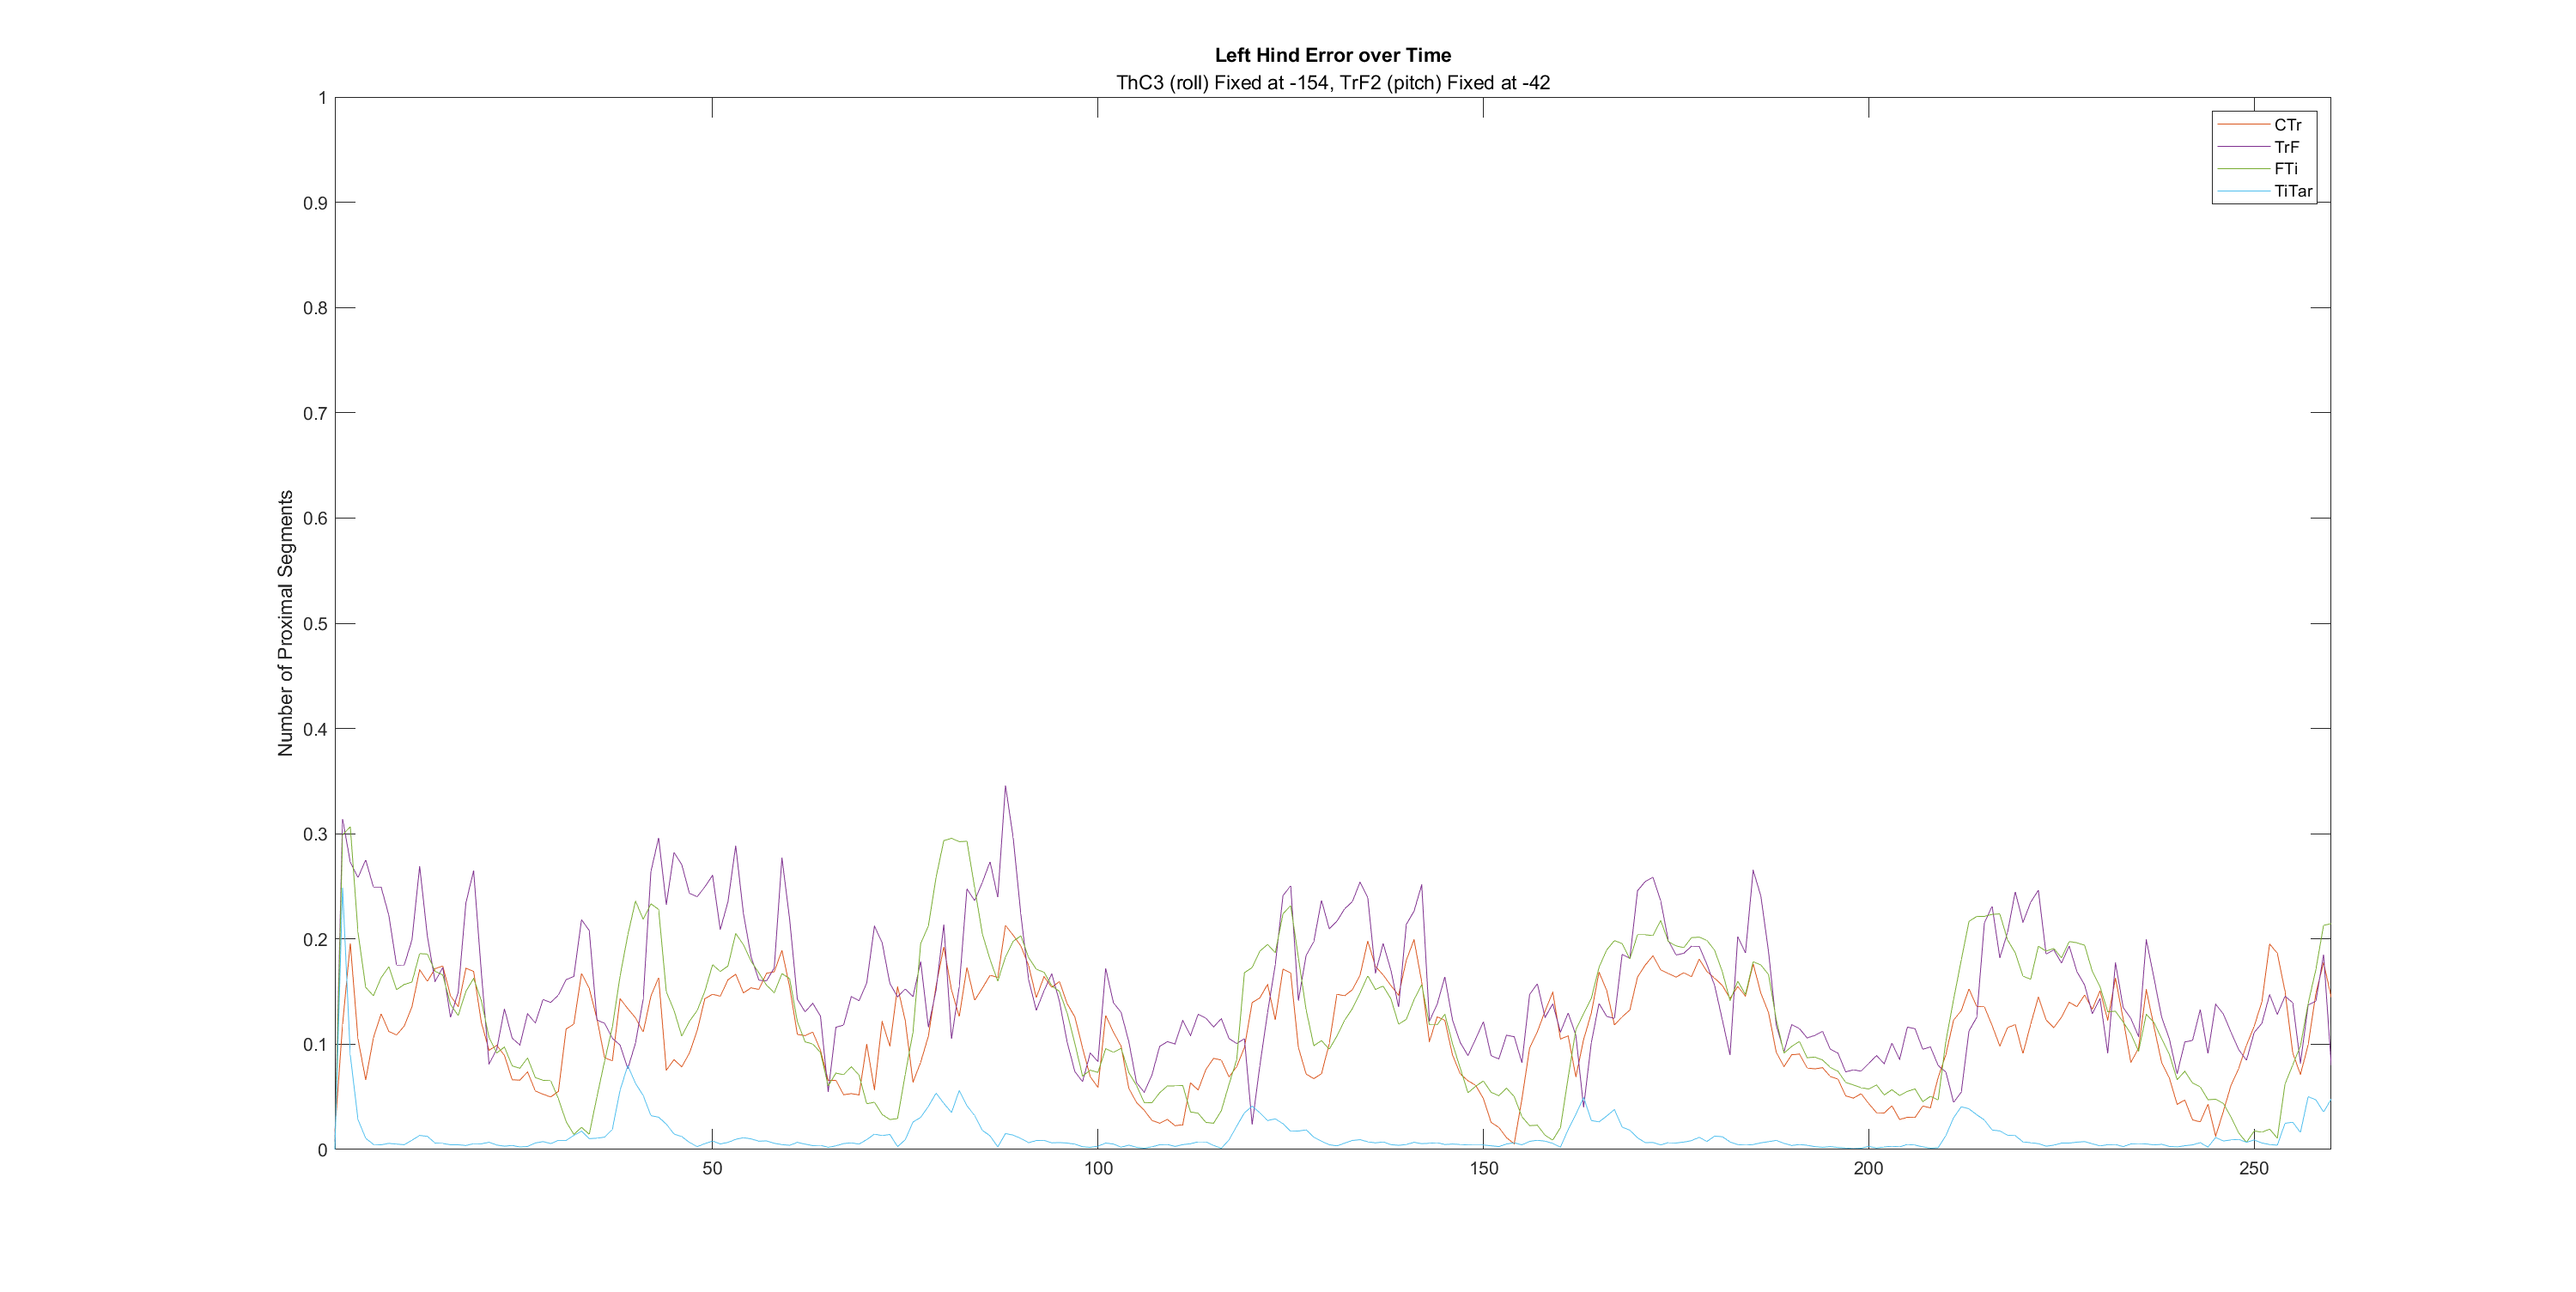 Left Hind Error over Time
ThC3 (roll) Fixed at -154, TrF2 (pitch) Fixed at -42
1
0.9
0.8
0.7
0.6
0.5
0.4
0.3
0.2
0.1
0
Number of Proximal Segments
CTr
TrF
FTi
TiTar
50
100
150
200
250